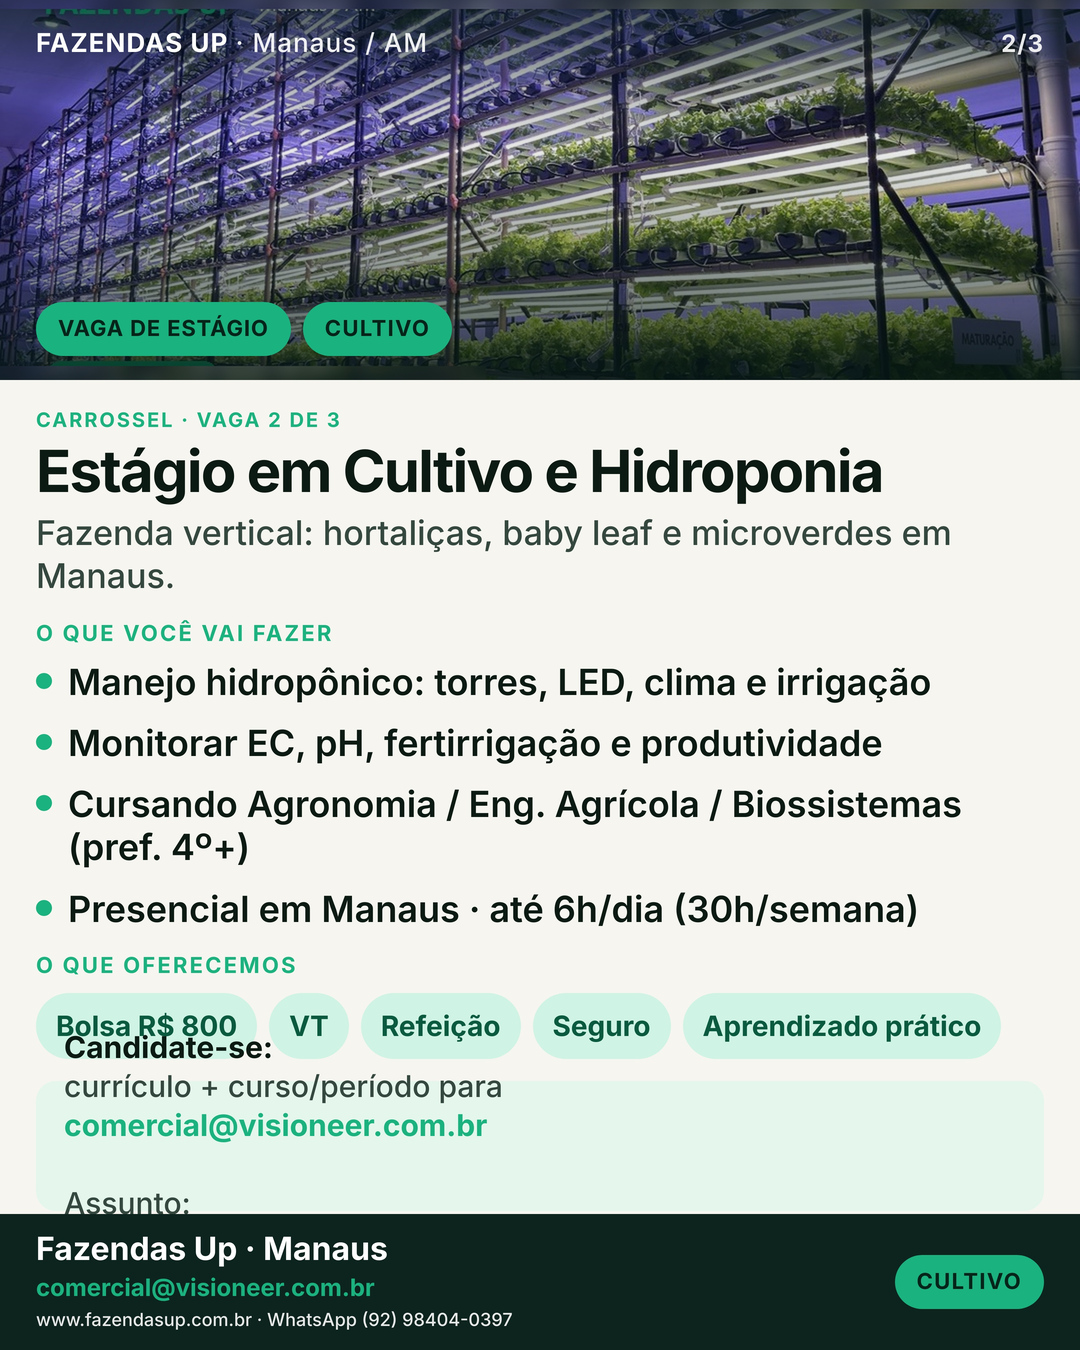 FAZENDAS UP · Manaus / AM
2/3
MATURAÇÃO
VAGA DE ESTÁGIO
CULTIVO
CARROSSEL · VAGA 2 DE 3
Estágio em Cultivo e Hidroponia
Fazenda vertical: hortaliças, baby leaf e microverdes em
Manaus.
O QUE VOCÊ VAI FAZER
Manejo hidropônico: torres, LED, clima e irrigação
Monitorar EC, pH, fertirrigação e produtividade
Cursando Agronomia / Eng. Agrícola / Biossistemas
(pref. 4º+)
Presencial em Manaus · até 6h/dia (30h/semana)
O QUE OFERECEMOS
Bolsa R$ 800
VT
Refeição
Seguro
Aprendizado prático
Candidate-se:
currículo + curso/período para
comercial@visioneer.com.br
Assunto:
Fazendas Up · Manaus
comercial@visioneer.com.br
www.fazendasup.com.br · WhatsApp (92) 98404-0397
CULTIVO